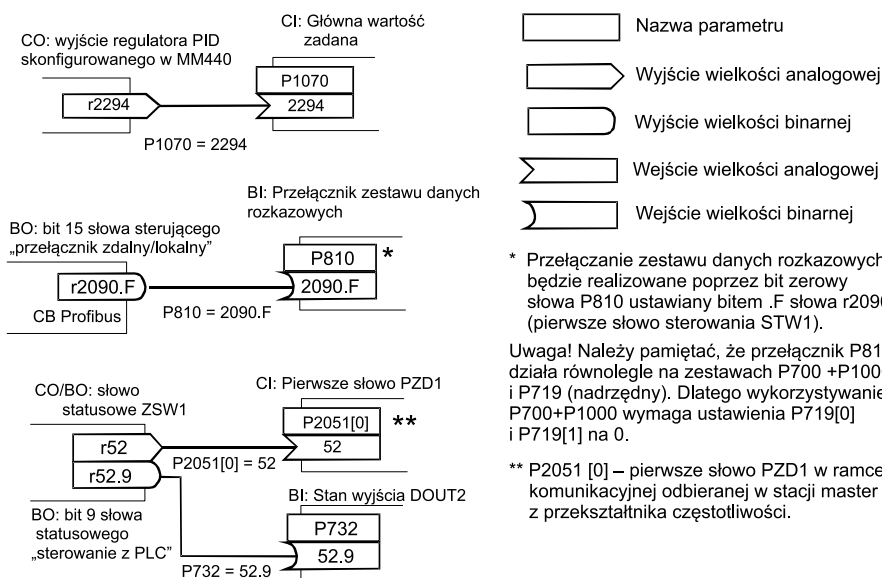 CO: wyjście regulatora PID
skonfigurowanego w MM440
CI: Główna wartość
zadana
r2294
P1070
2294
P1070 = 2294
BO: bit 15 słowa sterującego
„przełącznik zdalny/lokalny”
BI: Przełącznik zestawu danych
rozkazowych
r2090.F
CB Profibus
P810 *
2090.F
P810 = 2090.F
CO/BO: słowo
statusowe ZSW1
CI: Pierwsze słowo PZD1
r52
r52.9
P2051[0] **
52
P2051[0] = 52
BO: bit 9 słowa
statusowego
„sterowanie z PLC”
BI: Stan wyjścia DOUT2
P732
52.9
P732 = 52.9
Nazwa parametru
Wyjście wielkości analogowej
Wyjście wielkości binarnej
Wejście wielkości analogowej
Wejście wielkości binarnej
* Przełączanie zestawu danych rozkazowych
będzie realizowane poprzez bit zerowy
słowa P810 ustawiany bitem .F słowa
(pierwsze słowo sterowania STW1).
Uwaga! Należy pamiętać, że przełącznik
działa równolegle na zestawach P700
i P719 (nadrzędny). Dlatego wykorzystywanie
P700+P1000 wymaga ustawienia P719[0]
i P719[1] na 0.
** P2051 [0] – pierwsze słowo PZD1 w ramce
komunikacyjnej odbieranej w stacji master
z przekształtnika częstotliwości.